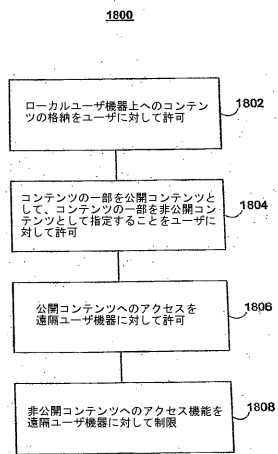 1800
ローカルユーザ機器上へのコンテン
ツの格納をユーザに対して許可
1802
コンテンツの一部を公開コンテンツと
して、コンテンツの一部を非公開コン
テンツとして指定することをユーザに
対して許可
1804
公開コンテンツへのアクセスを
遠隔ユーザ機器に対して許可
1806
非公開コンテンツへのアクセス機能を
遠隔ユーザ機器に対して制限
1808